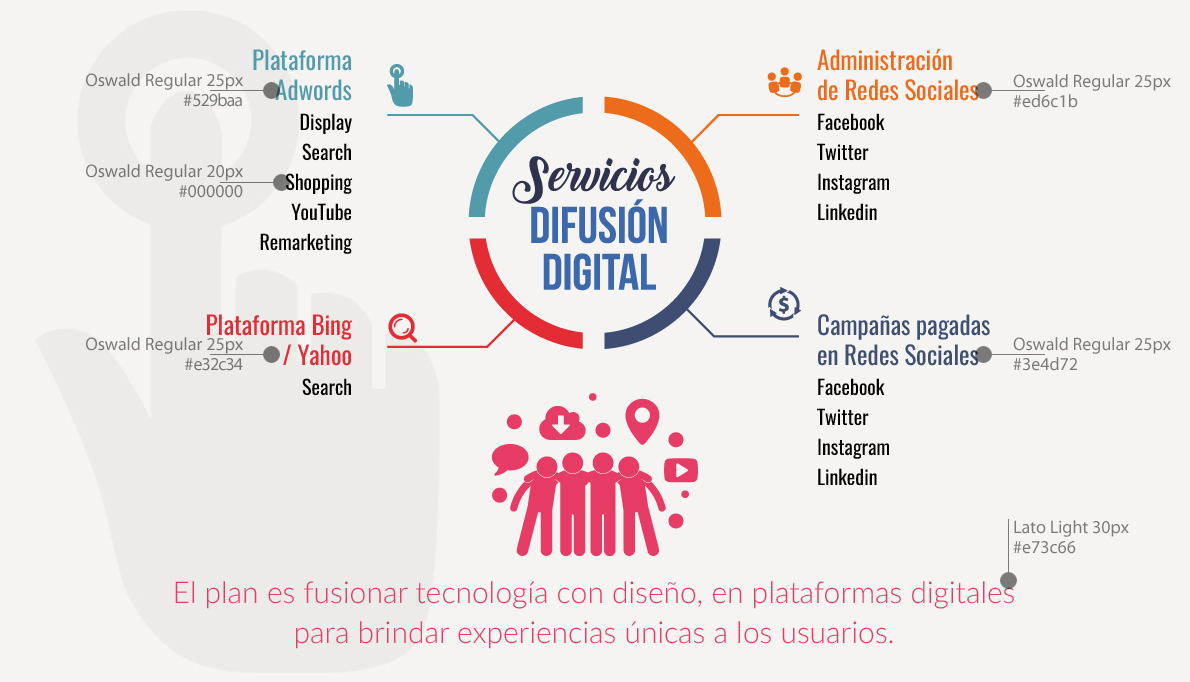 Plataforma
Adwords
Oswald Regular 25px
#529baa
Display
Search
Shopping
YouTube
Remarketing
Oswald Regular 20px
#000000
Plataforma Bing
/ Yahoo
Oswald Regular 25px
#e32c34
Search
Servicios
DIFUSIÓN
DIGITAL
Administración
de Redes Sociales
Oswald Regular 25px
#ed6c1b
Facebook
Twitter
Instagram
Linkedin
$
Campañas pagadas
en Redes Sociales
Oswald Regular 25px
#3e4d72
Facebook
Twitter
Instagram
Linkedin
Lato Light 30px
#e73c66
El plan es fusionar tecnología con diseño, en plataformas digitales
para brindar experiencias únicas a los usuarios.